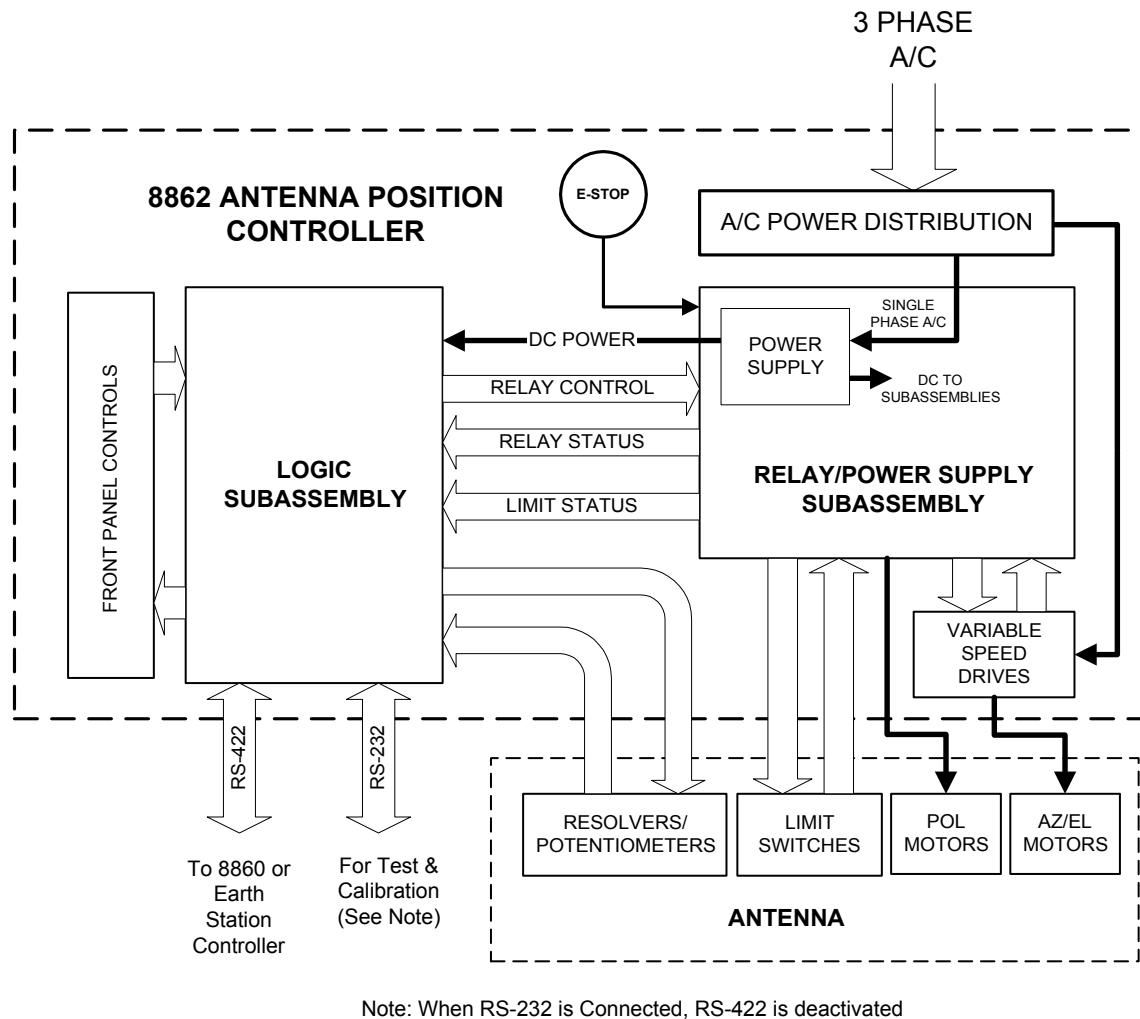 3 PHASE
A/C
8862 ANTENNA POSITION
CONTROLLER
E-STOP
A/C POWER DISTRIBUTION
SINGLE
PHASE A/C
POWER
SUPPLY
DC TO
SUBASSEMBLIES
DC POWER
RELAY CONTROL
RELAY STATUS
LIMIT STATUS
FRONT PANEL CONTROLS
LOGIC
SUBASSEMBLY
RELAY/POWER SUPPLY
SUBASSEMBLY
VARIABLE
SPEED
DRIVES
RS-422
RS-232
To 8860 or
Earth
Station
Controller
For Test &
Calibration
(See Note)
RESOLVERS/
POTENTIOMETERS
LIMIT
SWITCHES
POL
MOTORS
AZ/EL
MOTORS
ANTENNA
Note: When RS-232 is Connected, RS-422 is deactivated